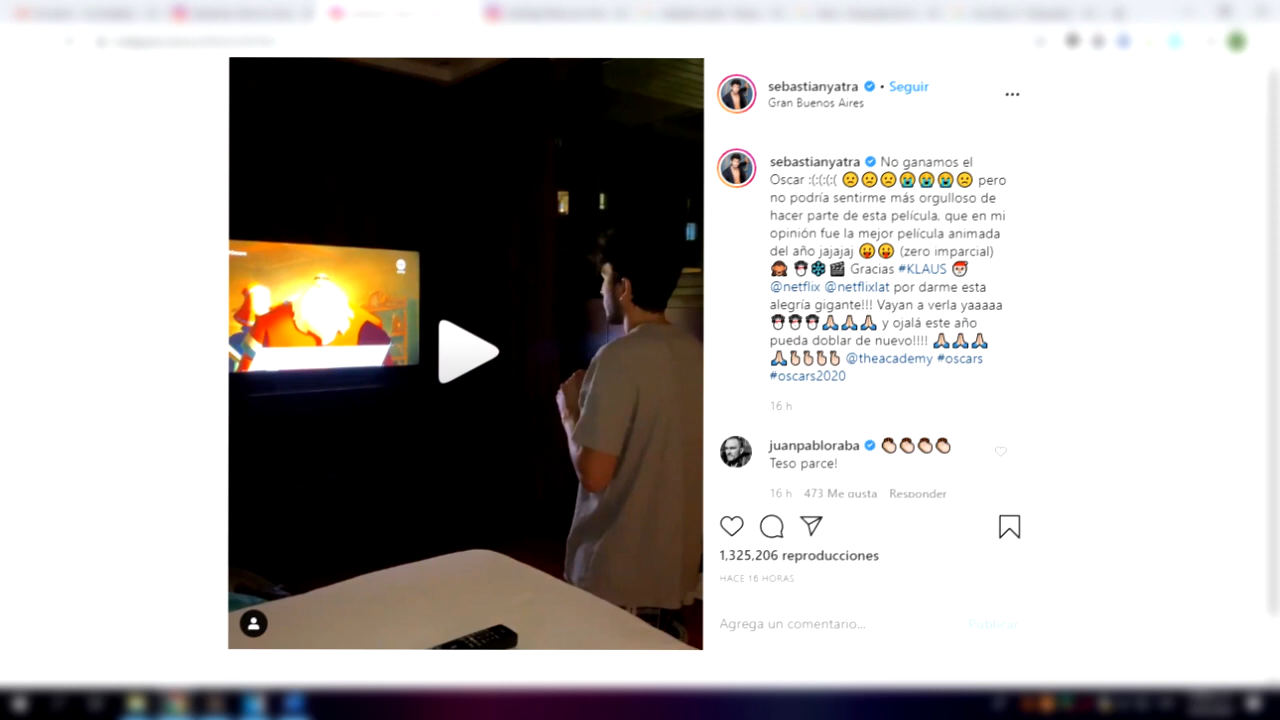 sebastianyatra • Seguir
Gran Buenos Aires
sebastianyatra No ganamos el
Oscar :(:(:(:( 🙁🙁🙁😭😭😭🙁 pero
no podría sentirme más orgulloso de
hacer parte de esta película, que en mi
opinión fue la mejor película animada
del año jajajaj 😛😛 (zero imparcial)
Gracias #KLAUS 🎅
@netflix @netflixlat por darme esta
alegría gigante!!! Vayan a verla yaaaaa
🙏🙏🙏 y ojalá este año
pueda doblar de nuevo!!!! 🙏🙏🙏
🙏 @theacademy #oscars
#oscars2020
16 h
juanpabloraba 👏👏👏👏
Teso parce!
16 h 473 Me gusta Responder
1,325,206 reproducciones
HACE 16 HORAS
Agrega un comentario... Publicar